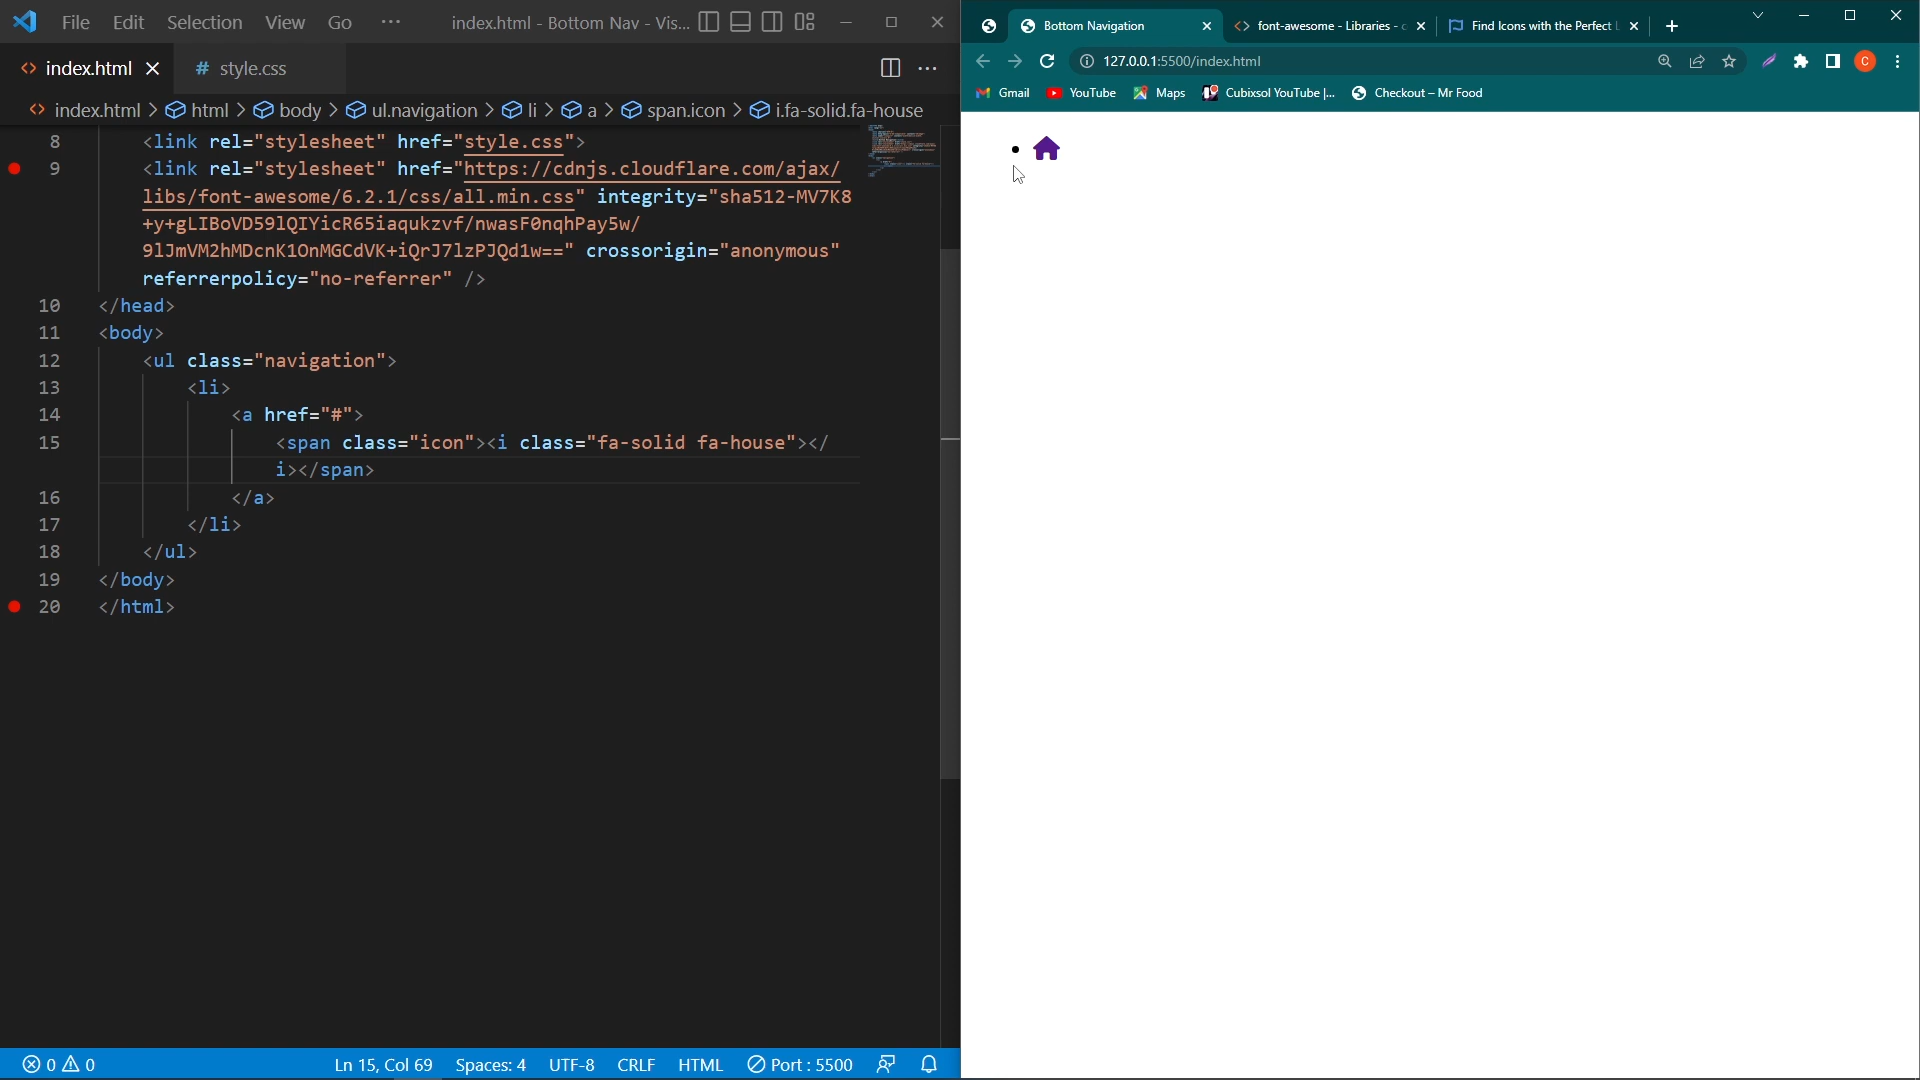 File Edit Selection View Go ··· index.html - Bottom Nav - Vis...
index.html # style.css
index.html > html > body > ul.navigation > li > a > span.icon > i.fa-solid.fa-house
8 <link rel="stylesheet" href="style.css">
9 <link rel="stylesheet" href="https://cdnjs.cloudflare.com/ajax/
libs/font-awesome/6.2.1/css/all.min.css" integrity="sha512-MV7K8
+y+gLIBoVD59lQIYicR65iaqukzvf/nwasF0nqhPay5w/
9lJmVM2hMDcnK1OnMGCdVK+iQrJ7lzPJQd1w==" crossorigin="anonymous"
referrerpolicy="no-referrer" />
10 </head>
11 <body>
12 <ul class="navigation">
13 <li>
14 <a href="#">
15 <span class="icon"><i class="fa-solid fa-house"></
i></span>
16 </a>
17 </li>
18 </ul>
19 </body>
20 </html>
0 0 Ln 15, Col 69 Spaces: 4 UTF-8 CRLF HTML Port : 5500
Bottom Navigation font-awesome - Libraries - c Find Icons with the Perfect L
127.0.0.1:5500/index.html C
Gmail YouTube Maps Cubixsol YouTube |... Checkout – Mr Food